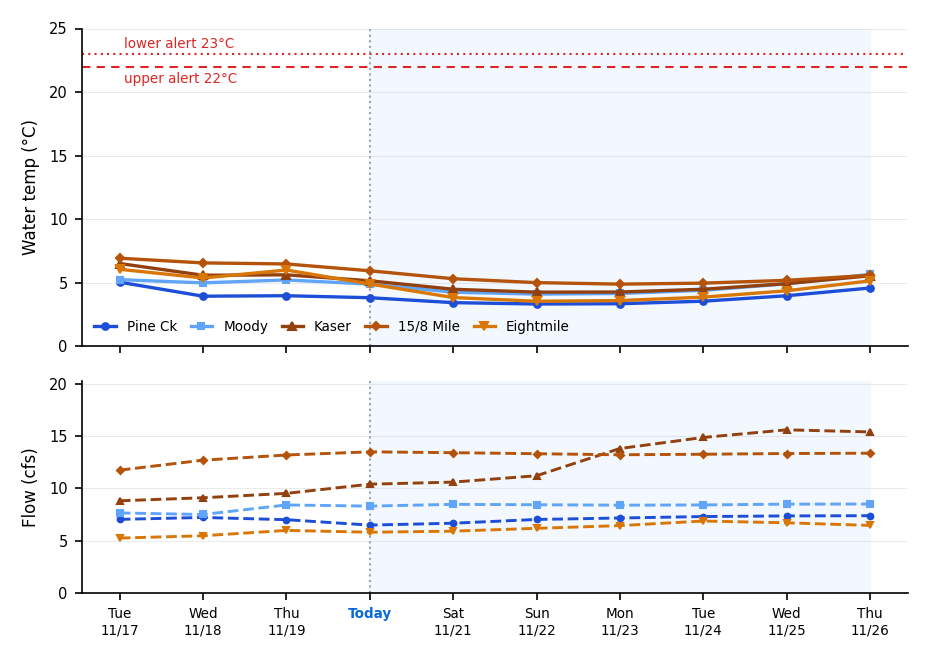 Water temp (°C)
25
20
15
10
5
0
lower alert 23°C
upper alert 22°C
Pine Ck
Moody
Kaser
15/8 Mile
Eightmile
Flow (cfs)
20
15
10
5
0
Tue
11/17
Wed
11/18
Thu
11/19
Today
Sat
11/21
Sun
11/22
Mon
11/23
Tue
11/24
Wed
11/25
Thu
11/26